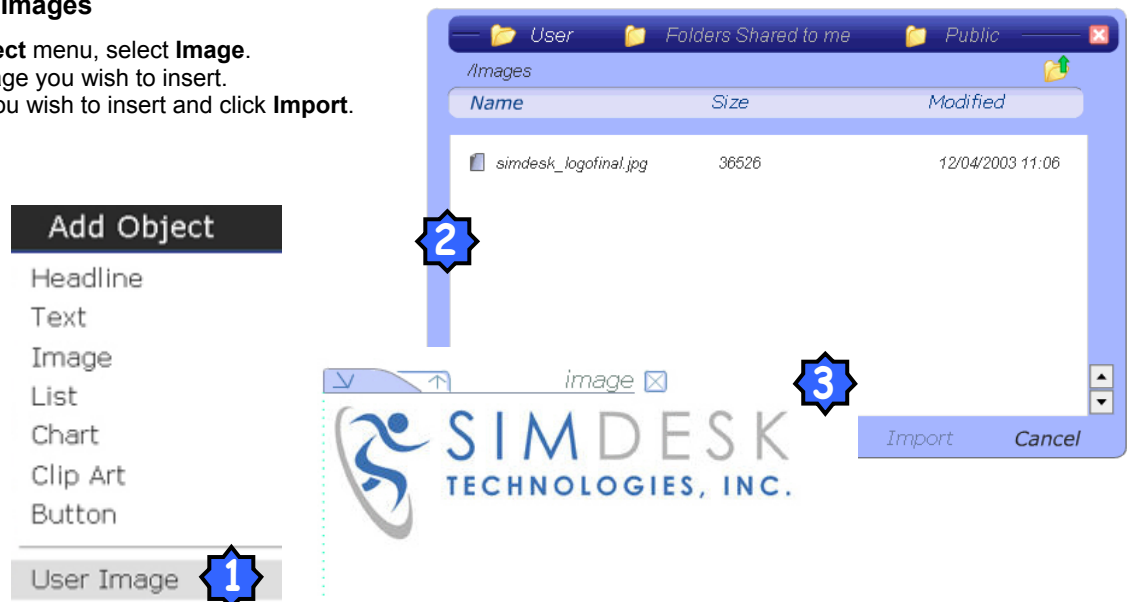 Images
ect menu, select Image.
ge you wish to insert.
ou wish to insert and click Import.
User Folders Shared to me Public
/Images
Name Size Modified
simdesk_logofinal.jpg 36526 12/04/2003 11:06
2
Add Object
Headline
Text
Image
List
Chart
Clip Art
Button
User Image 1
image
3
SIMDESK
TECHNOLOGIES, INC.
Import Cancel